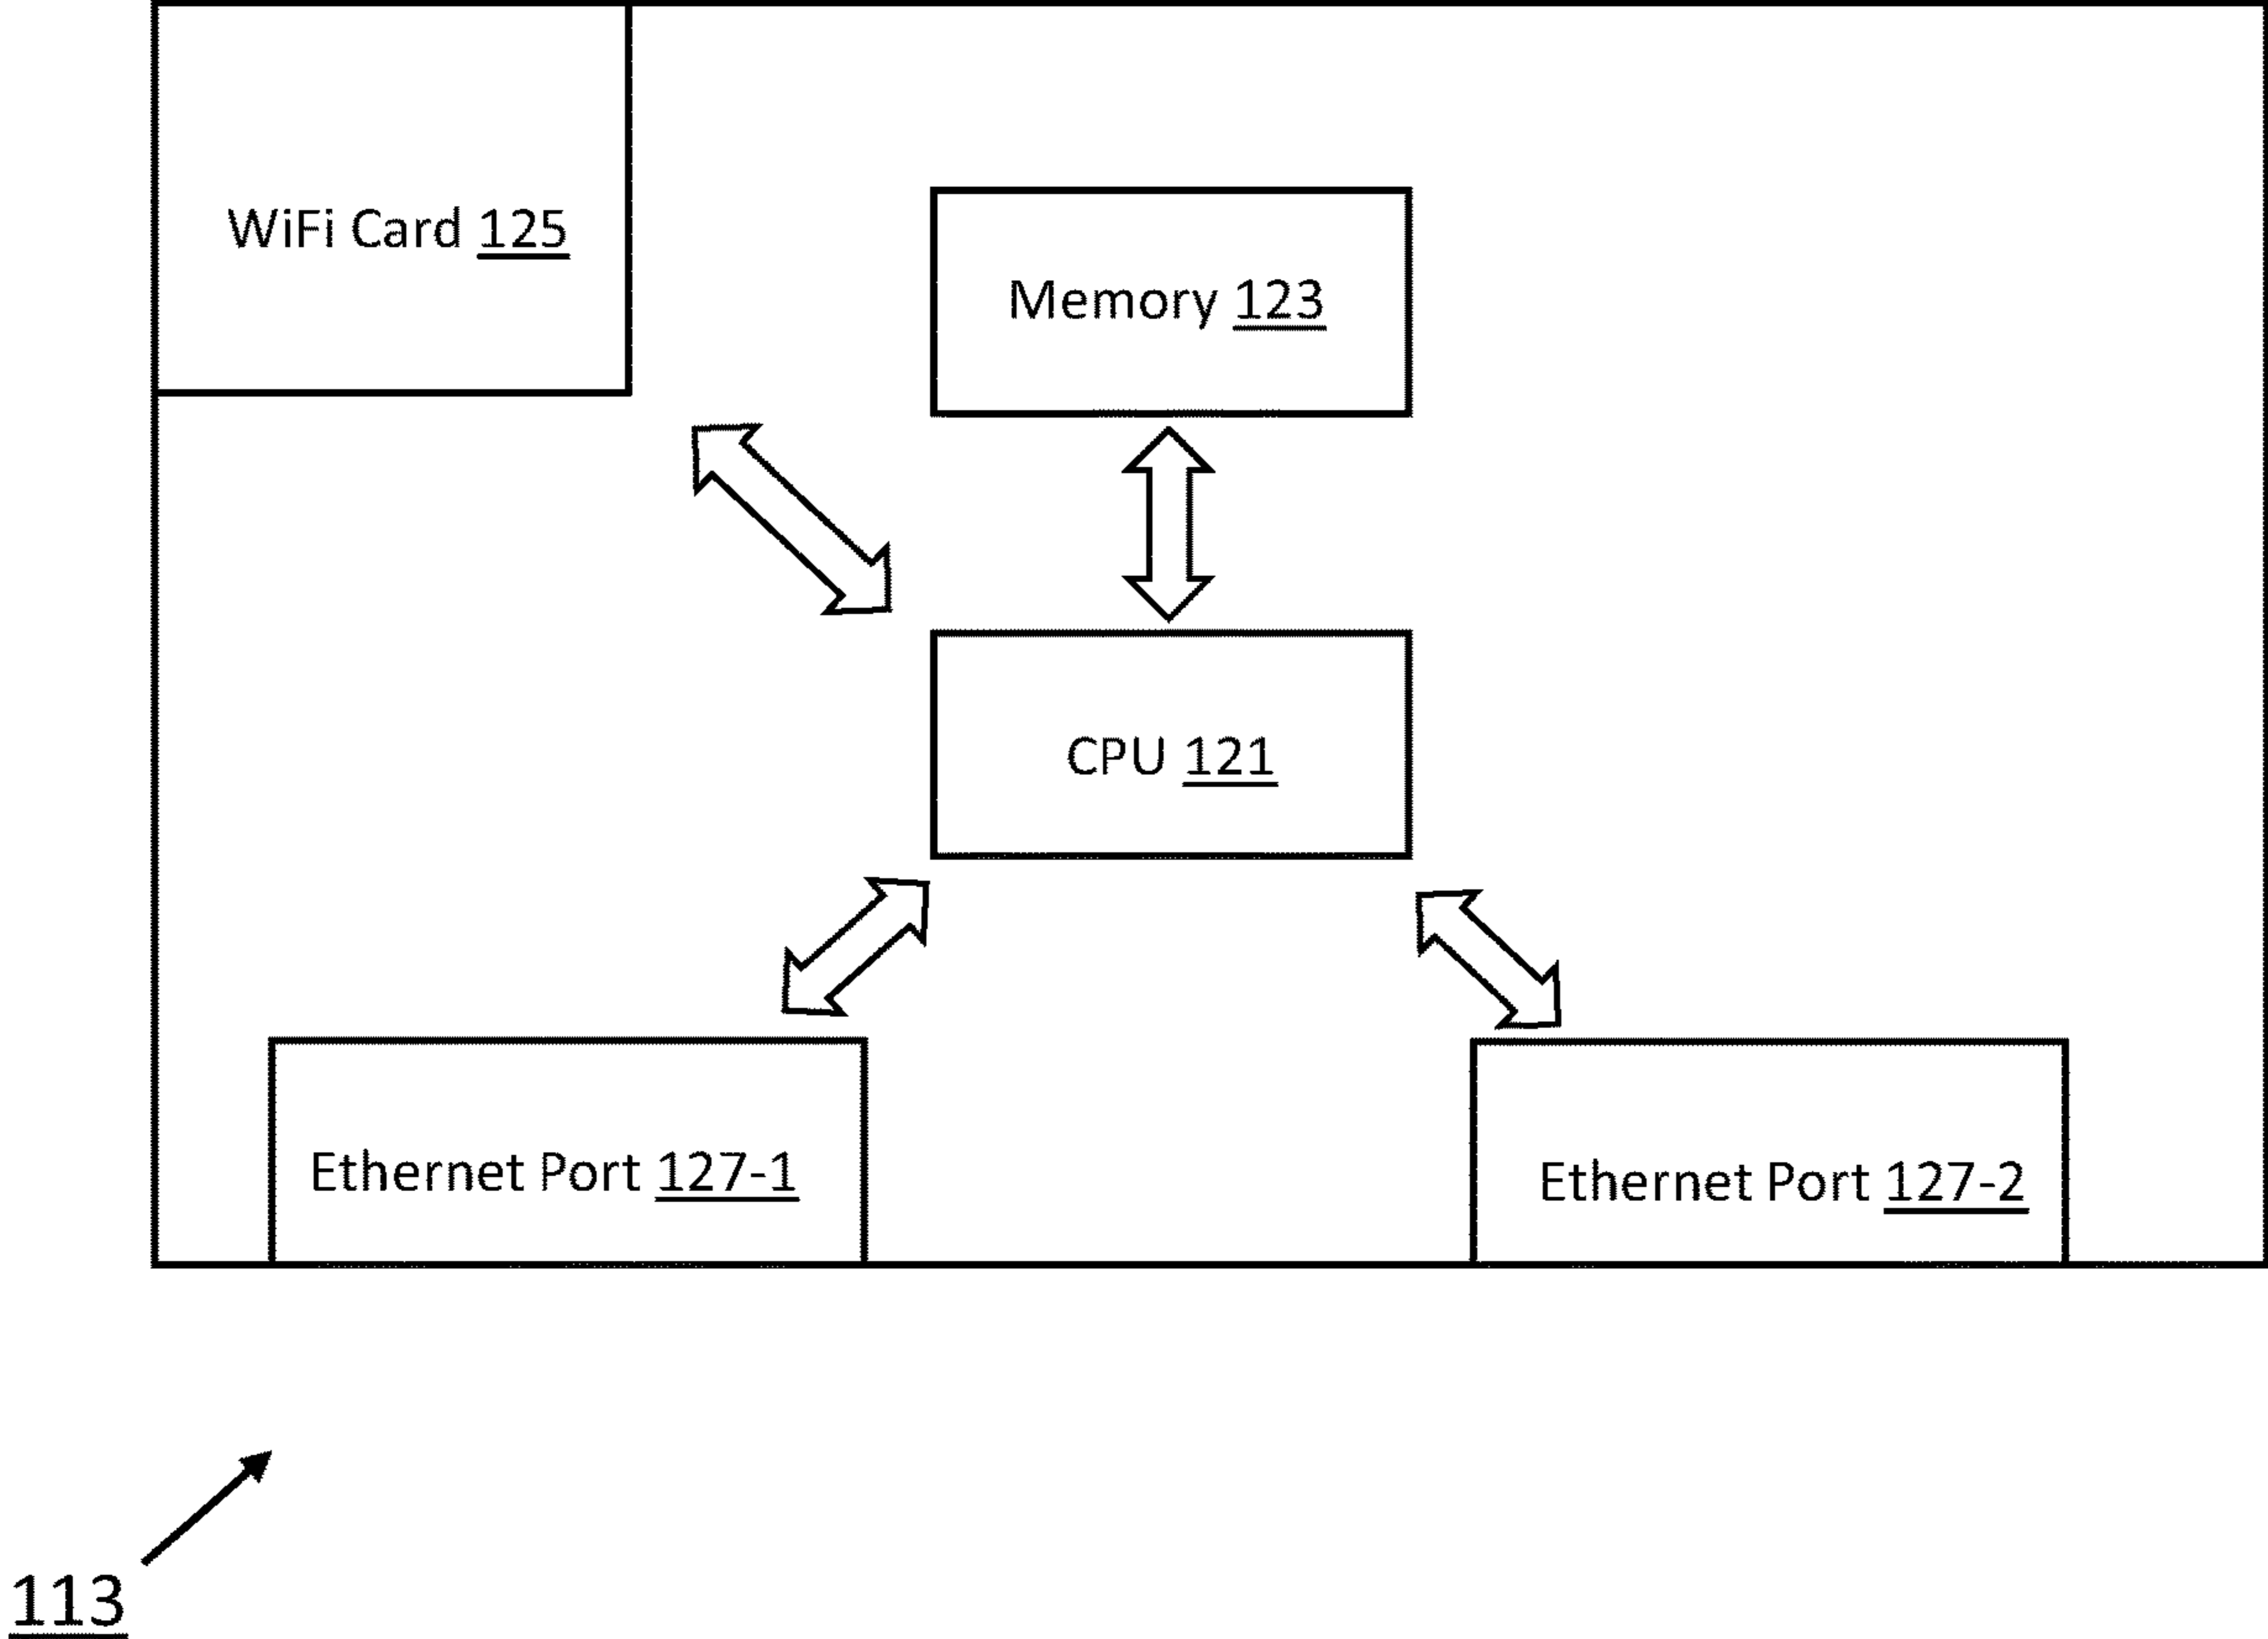 WiFi Card 125
Memory 123
CPU 121
Ethernet Port 127-1
Ethernet Port 127-2
113